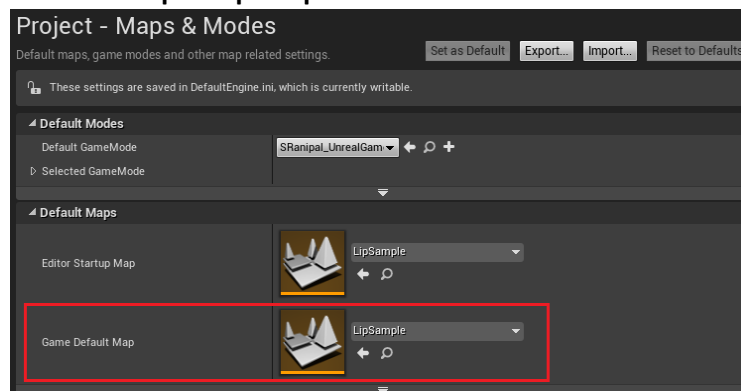 Project - Maps & Modes
Default maps, game modes and other map related settings.
Set as Default Export... Import... Reset to Defaults
These settings are saved in DefaultEngine.ini, which is currently writable.
Default Modes
Default GameMode
SRanipal_UnrealGam
Selected GameMode
Default Maps
Editor Startup Map
LipSample
Game Default Map
LipSample